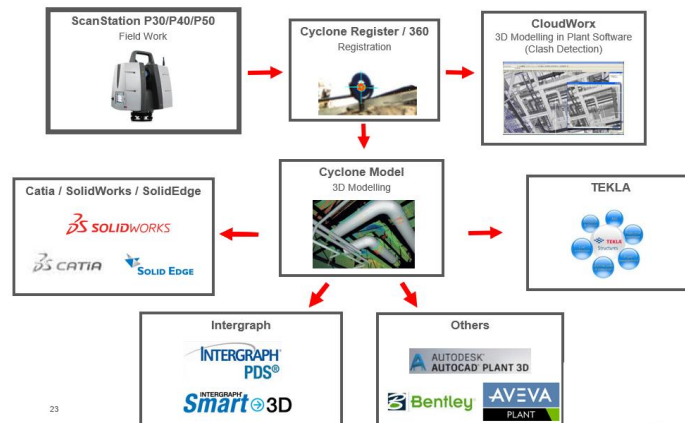 ScanStation P30/P40/P50
Field Work
Cyclone Register / 360
Registration
CloudWorx
3D Modelling in Plant Software
(Clash Detection)
Cyclone Model
3D Modelling
Catia / SolidWorks / SolidEdge
SOLIDWORKS
CATIA
SOLID EDGE
TEKLA
TEKLA
Structures
Intergraph
INTERGRAPH
PDS®
INTERGRAPH
Smart 3D
Others
AUTODESK
AUTOCAD PLANT 3D
Bentley
AVEVA
PLANT
23